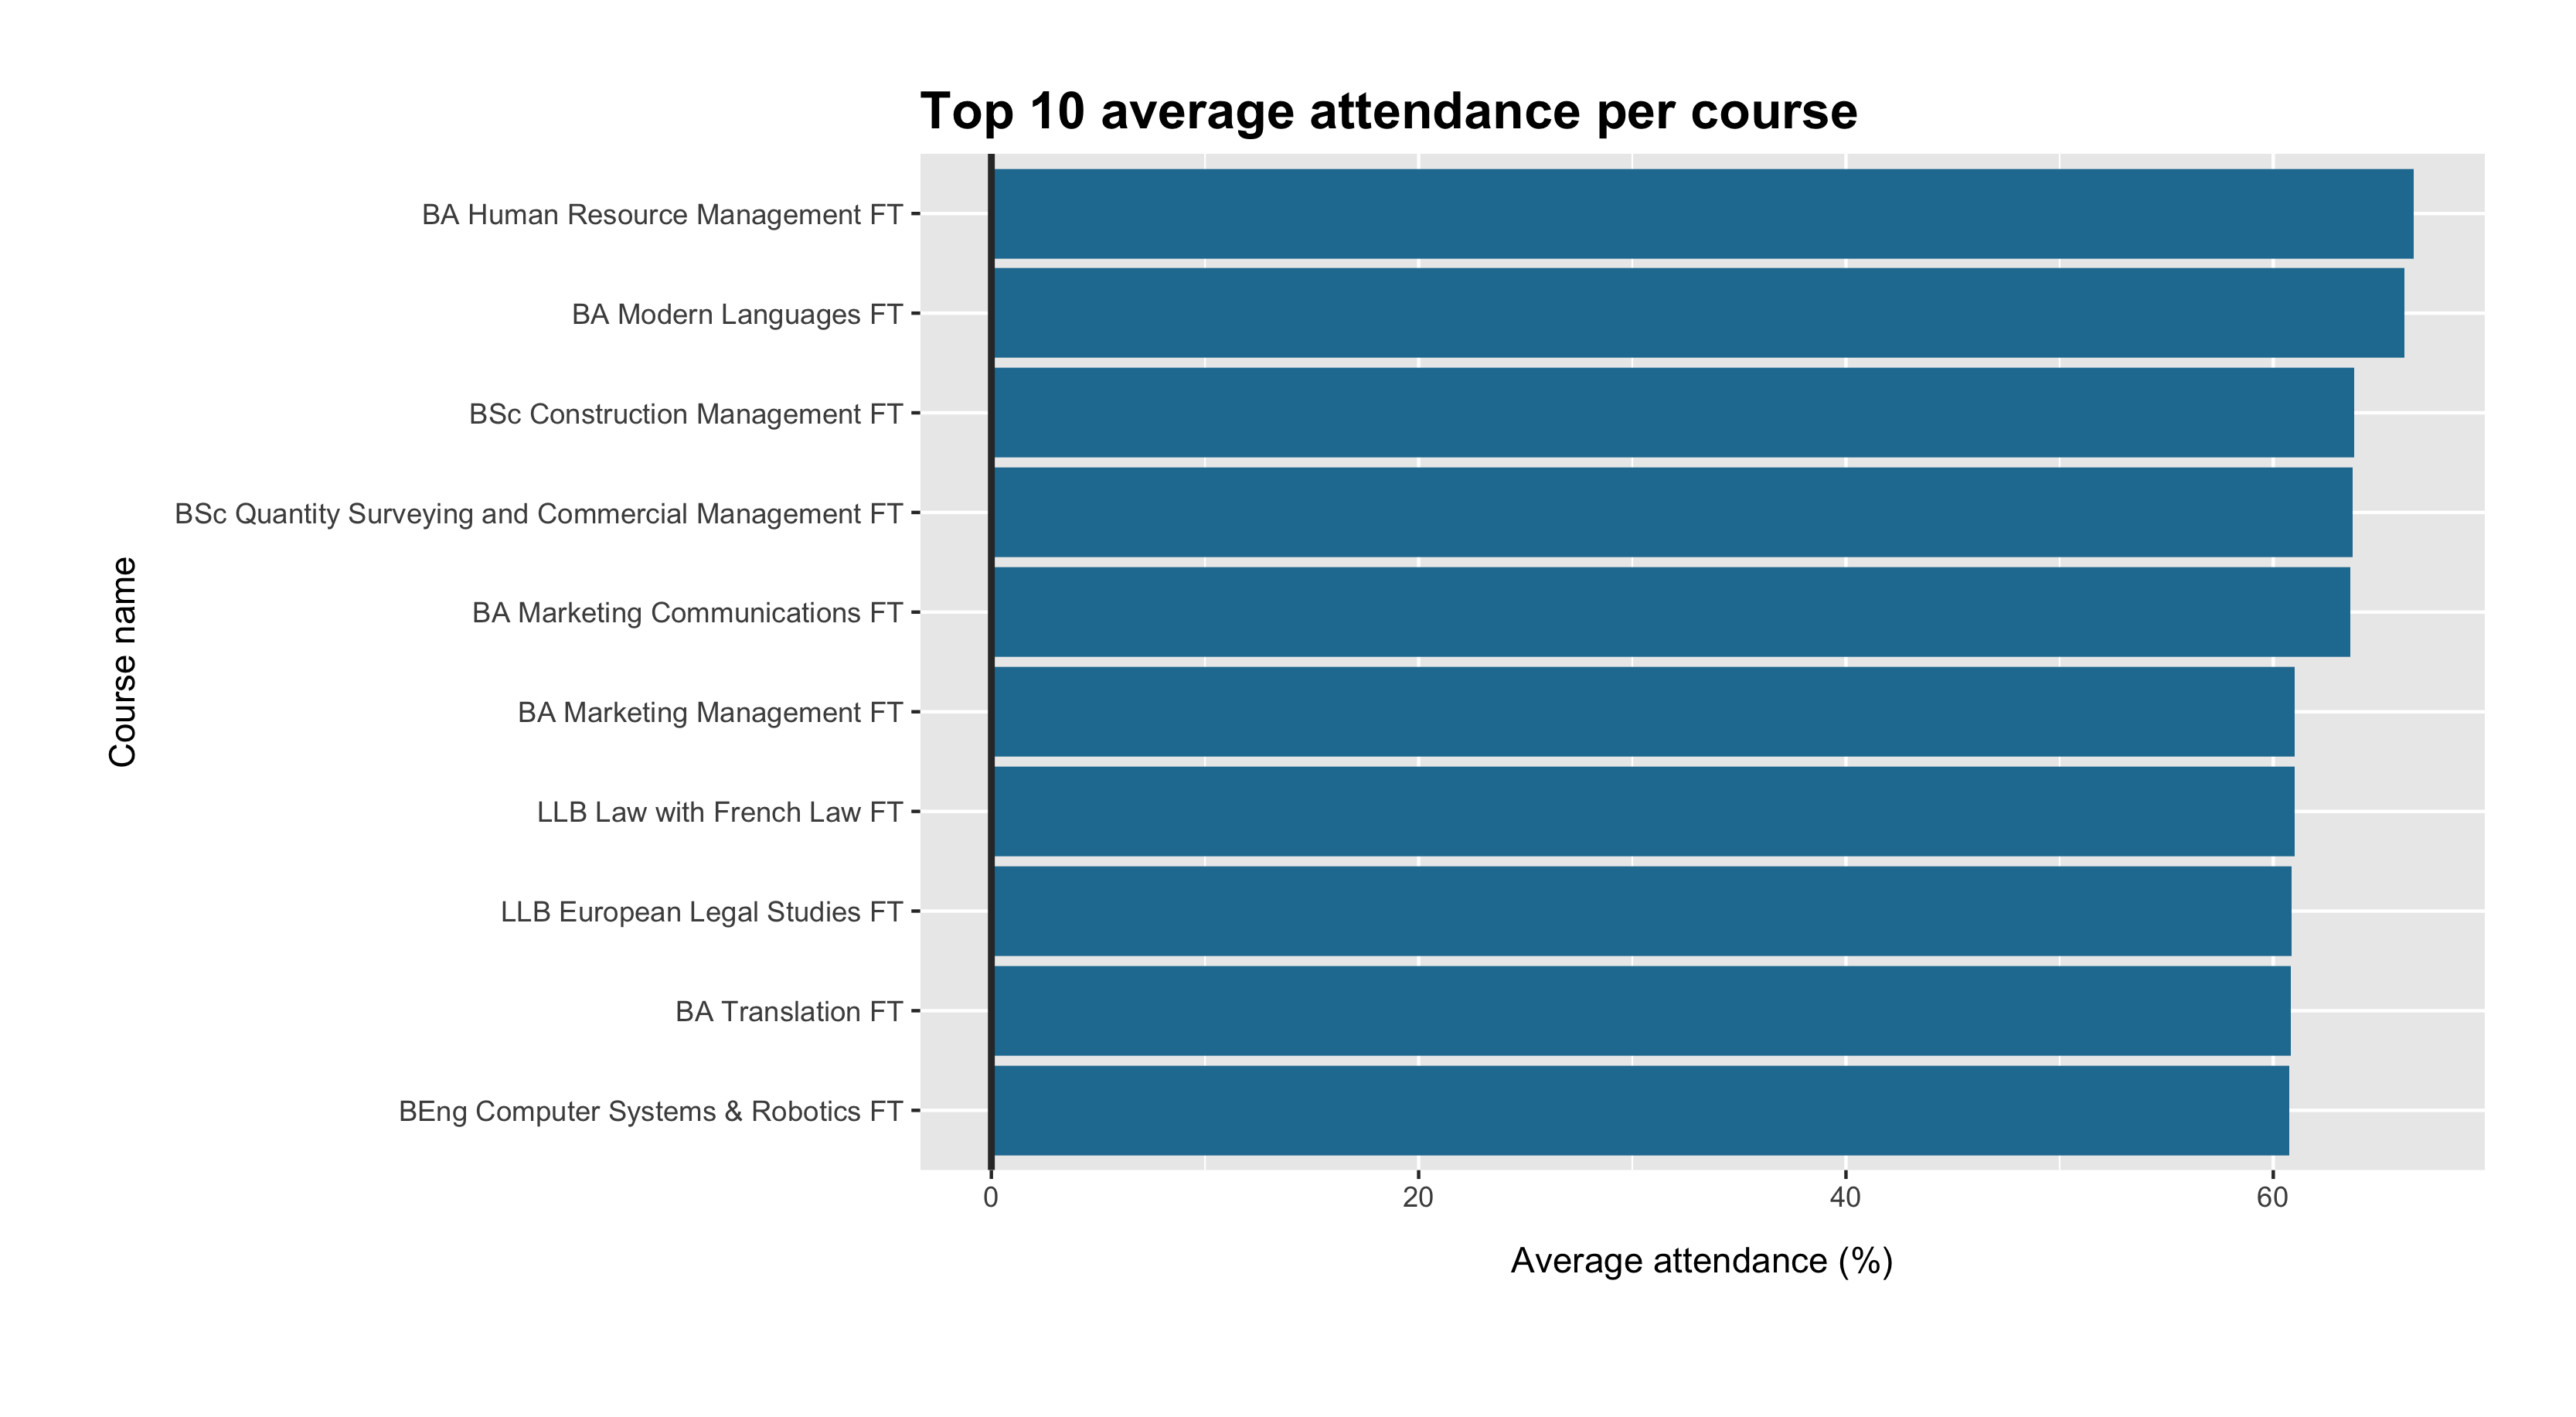 Top 10 average attendance per course
BA Human Resource Management FT
BA Modern Languages FT
BSc Construction Management FT
BSc Quantity Surveying and Commercial Management FT
BA Marketing Communications FT
BA Marketing Management FT
LLB Law with French Law FT
LLB European Legal Studies FT
BA Translation FT
BEng Computer Systems & Robotics FT
Course name
0 20 40 60
Average attendance (%)